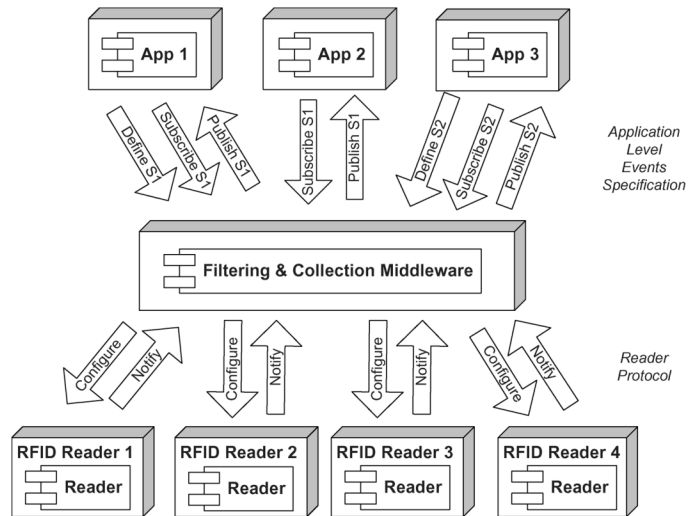 App 1
App 2
App 3
Define S1
Subscribe S1
Publish S1
Subscribe S1
Publish S1
Define S2
Subscribe S2
Publish S2
Application
Level
Events
Specification
Filtering & Collection Middleware
Configure
Notify
Configure
Notify
Configure
Notify
Configure
Notify
Reader
Protocol
RFID Reader 1
Reader
RFID Reader 2
Reader
RFID Reader 3
Reader
RFID Reader 4
Reader